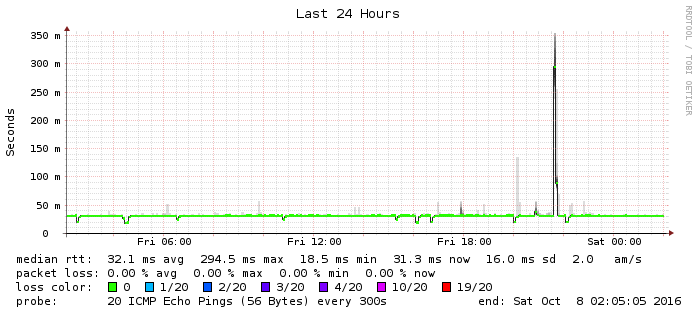 Last 24 Hours
RRDTOOL / TOBI OETIKER
Seconds
350 m
300 m
250 m
200 m
150 m
100 m
50 m
0
Fri 06:00 Fri 12:00 Fri 18:00 Sat 00:00
median rtt: 32.1 ms avg 294.5 ms max 18.5 ms min 31.3 ms now 16.0 ms sd 2.0 am/s
packet loss: 0.00 % avg 0.00 % max 0.00 % min 0.00 % now
loss color: 0 1/20 2/20 3/20 4/20 10/20 19/20
probe: 20 ICMP Echo Pings (56 Bytes) every 300s end: Sat Oct 8 02:05:05 2016